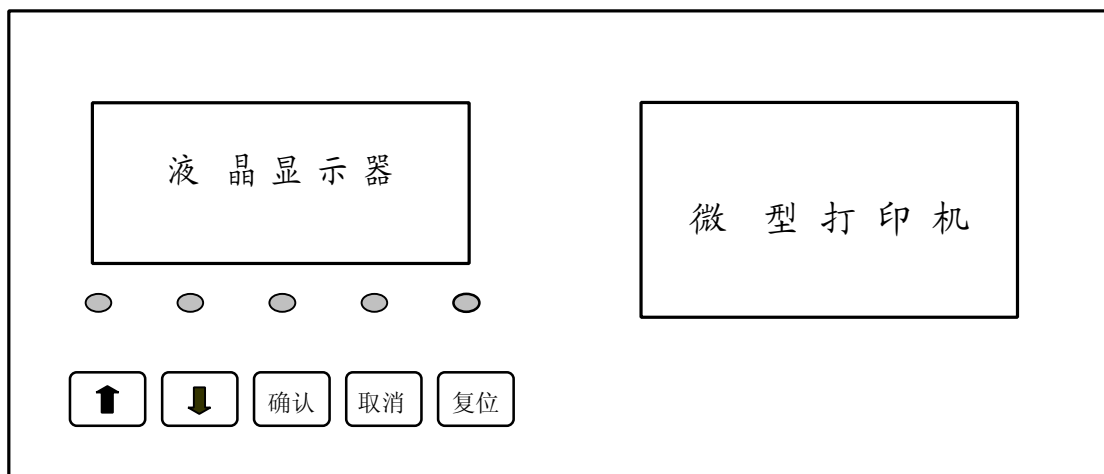 液晶显示器
微型打印机
确认 取消 复位